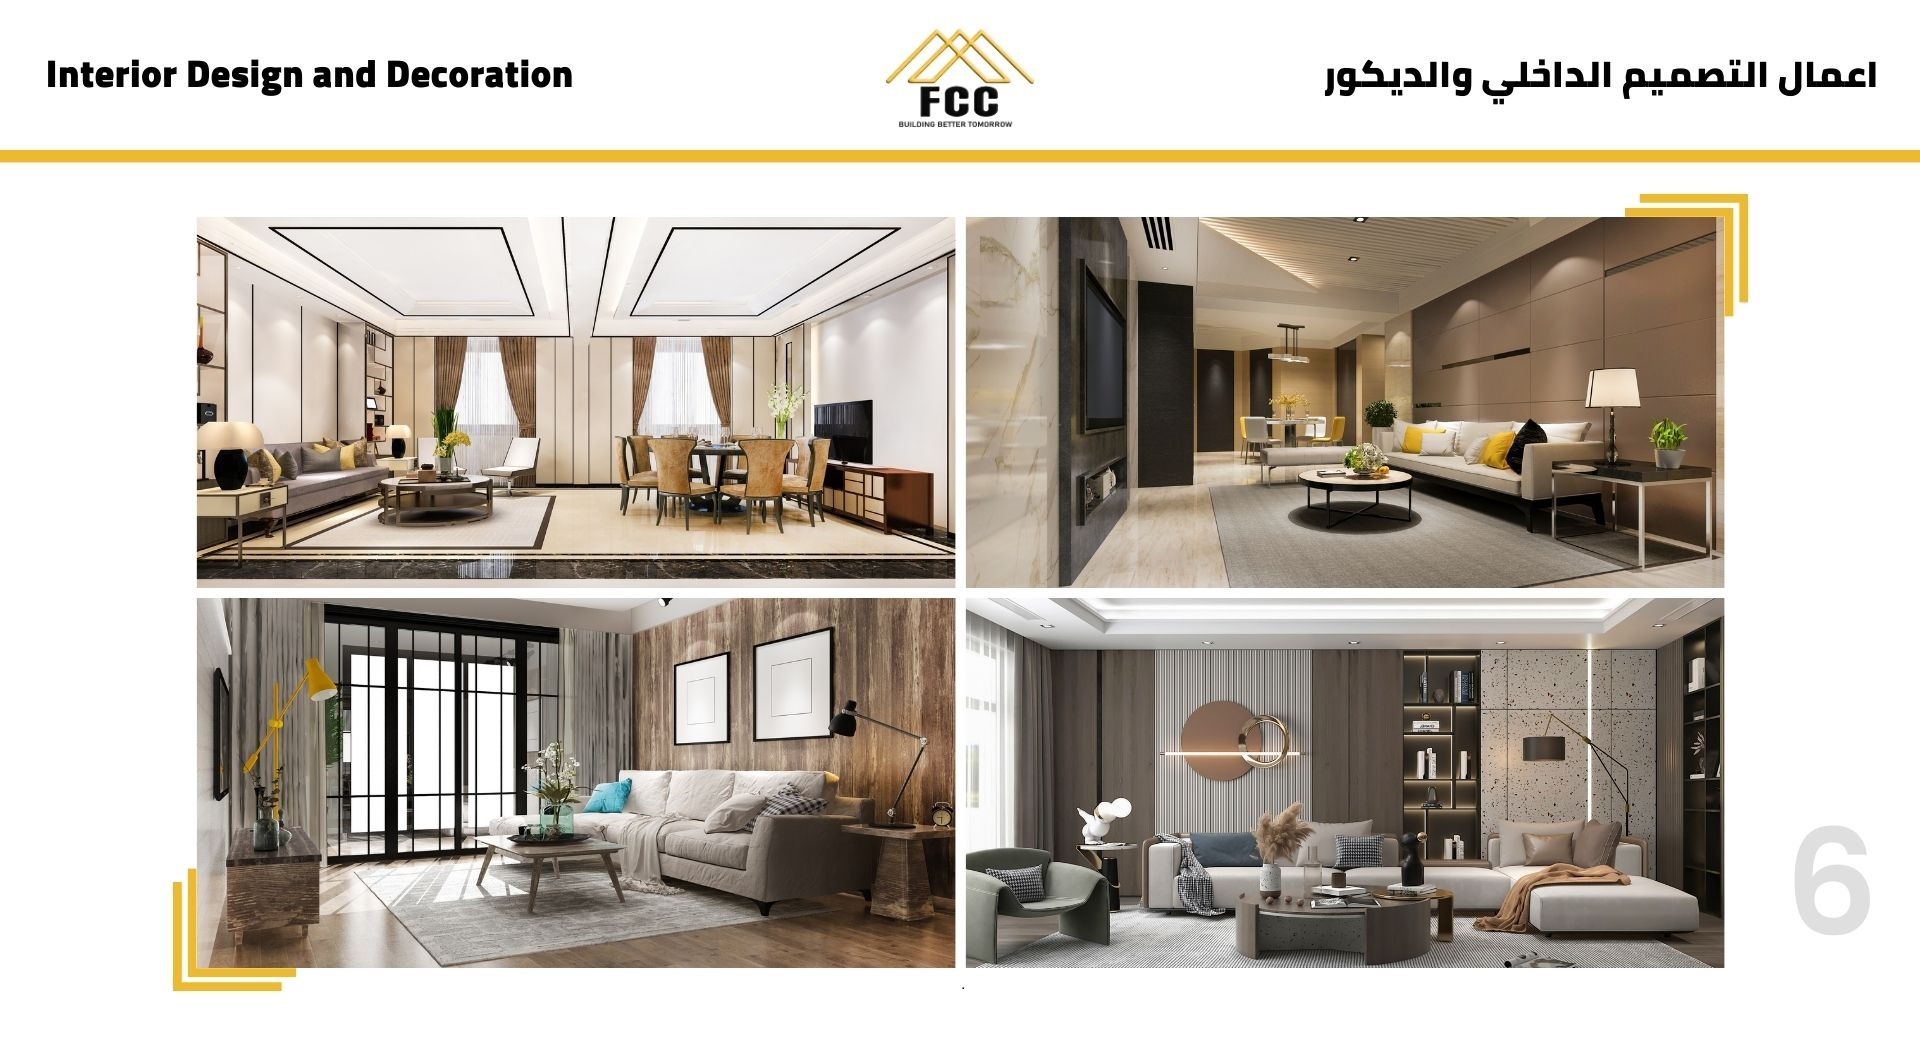 Interior Design and Decoration
FCC
BUILDING BETTER TOMORROW
اعمال التصميم الداخلي والديكور
6